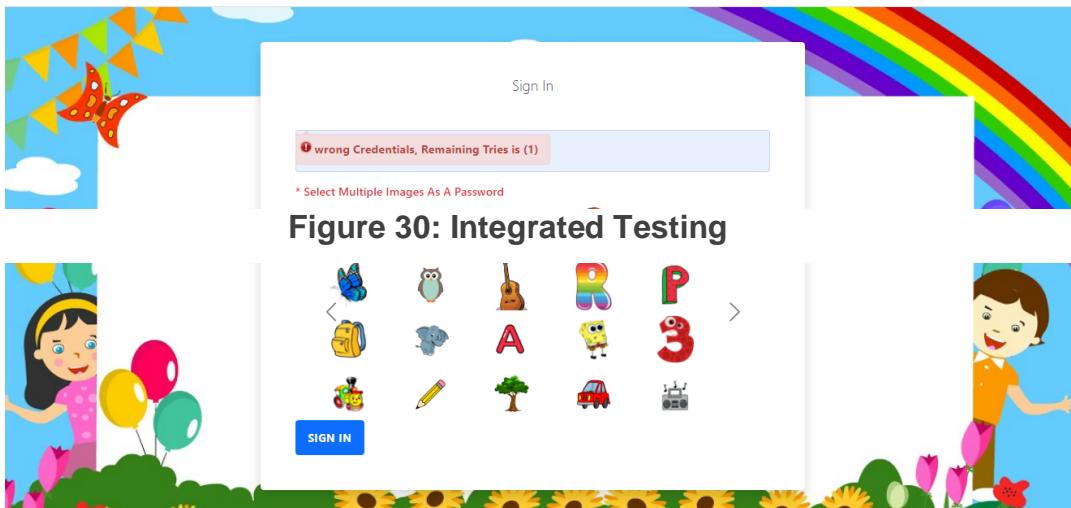 Sign In
wrong Credentials, Remaining Tries is (1)
* Select Multiple Images As A Password
Figure 30: Integrated Testing
R P
A 3
SIGN IN